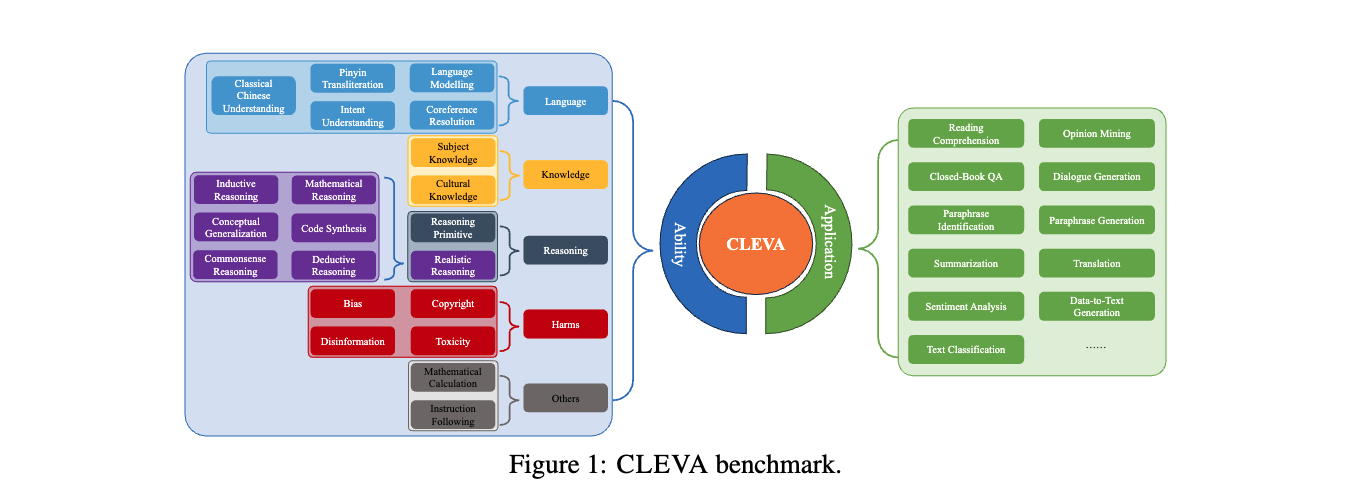 Classical
Chinese
Understanding
Pinyin
Transliteration
Language
Modelling
Intent
Understanding
Coreference
Resolution
Language
Subject
Knowledge
Cultural
Knowledge
Knowledge
Inductive
Reasoning
Mathematical
Reasoning
Conceptual
Generalization
Code Synthesis
Commonsense
Reasoning
Deductive
Reasoning
Reasoning
Primitive
Realistic
Reasoning
Reasoning
Bias
Copyright
Disinformation
Toxicity
Harms
Mathematical
Calculation
Instruction
Following
Others
Ability
CLEVA
Application
Reading
Comprehension
Opinion Mining
Closed-Book QA
Dialogue Generation
Paraphrase
Identification
Paraphrase Generation
Summarization
Translation
Sentiment Analysis
Data-to-Text
Generation
Text Classification
......
Figure 1: CLEVA benchmark.